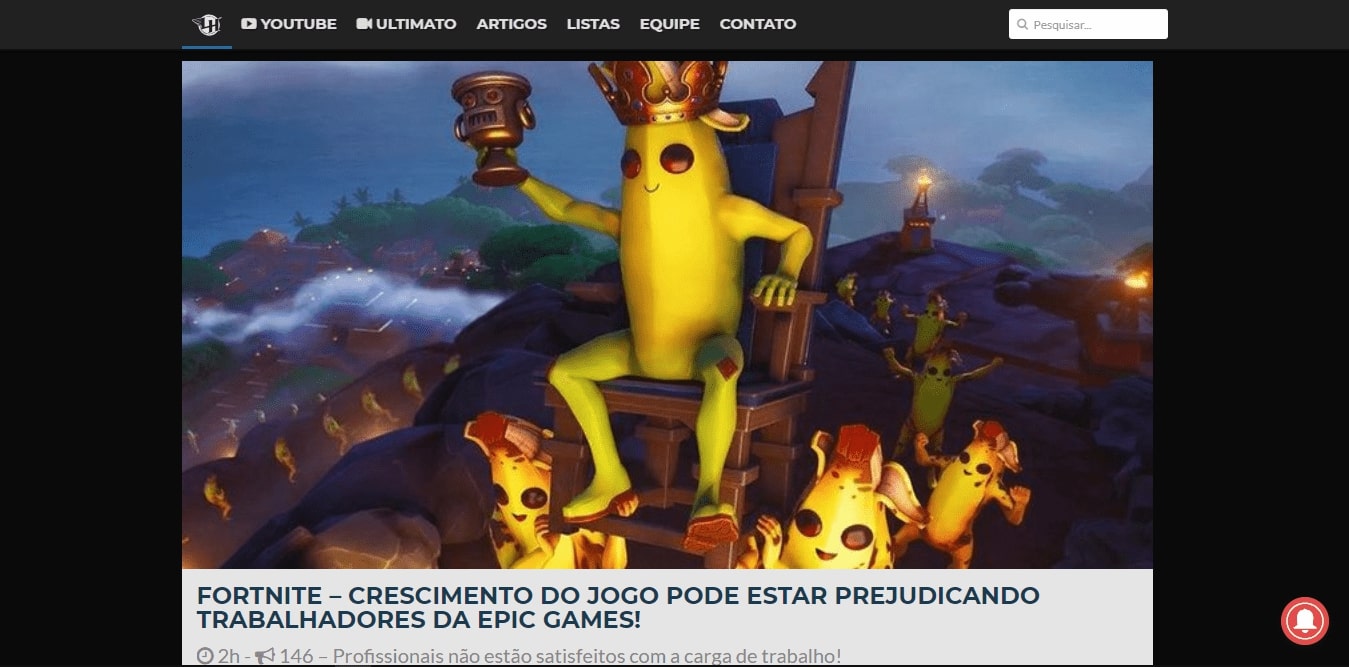 LH YOUTUBE ULTIMATO ARTIGOS LISTAS EQUIPE CONTATO Pesquisar...
FORTNITE – CRESCIMENTO DO JOGO PODE ESTAR PREJUDICANDO
TRABALHADORES DA EPIC GAMES!
2h - 146 – Profissionais não estão satisfeitos com a carga de trabalho!